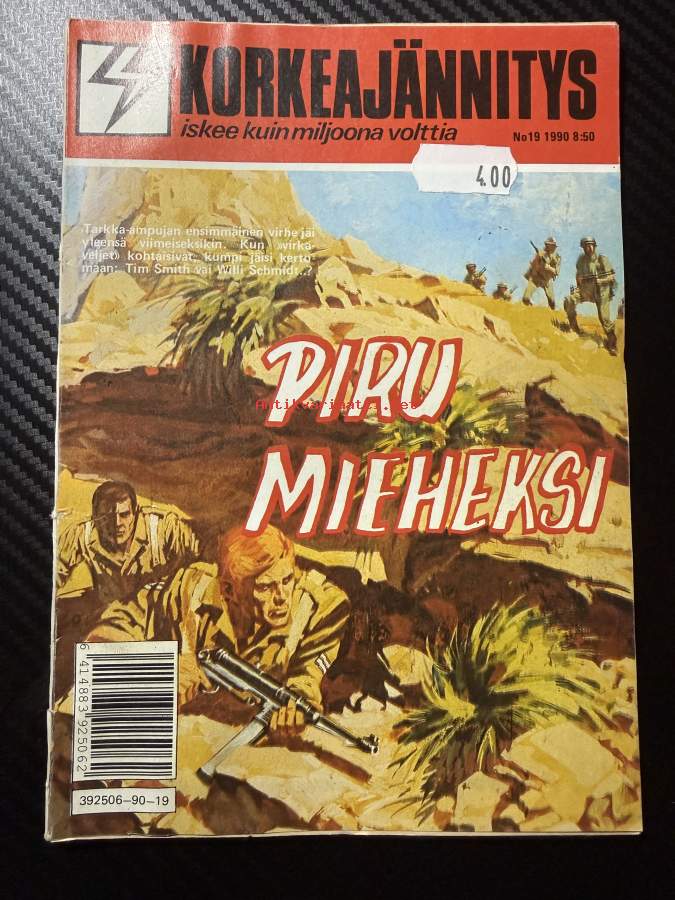 KORKEAJÄNNITYS
iskee kuin miljoona volttia
No 19 1990 8:50
4.00
Tarkka-ampujan ensimmäinen virhe jäi
yleensä viimeiseksikin. Kun »virka-
veljet» kohtaisivat, kumpi jäisi kerto-
maan: Tim Smith vai Willi Schmidt..?
PIRU
Antikvariaatti.net
MIEHEKSI
6 414883 925062
392506-90-19